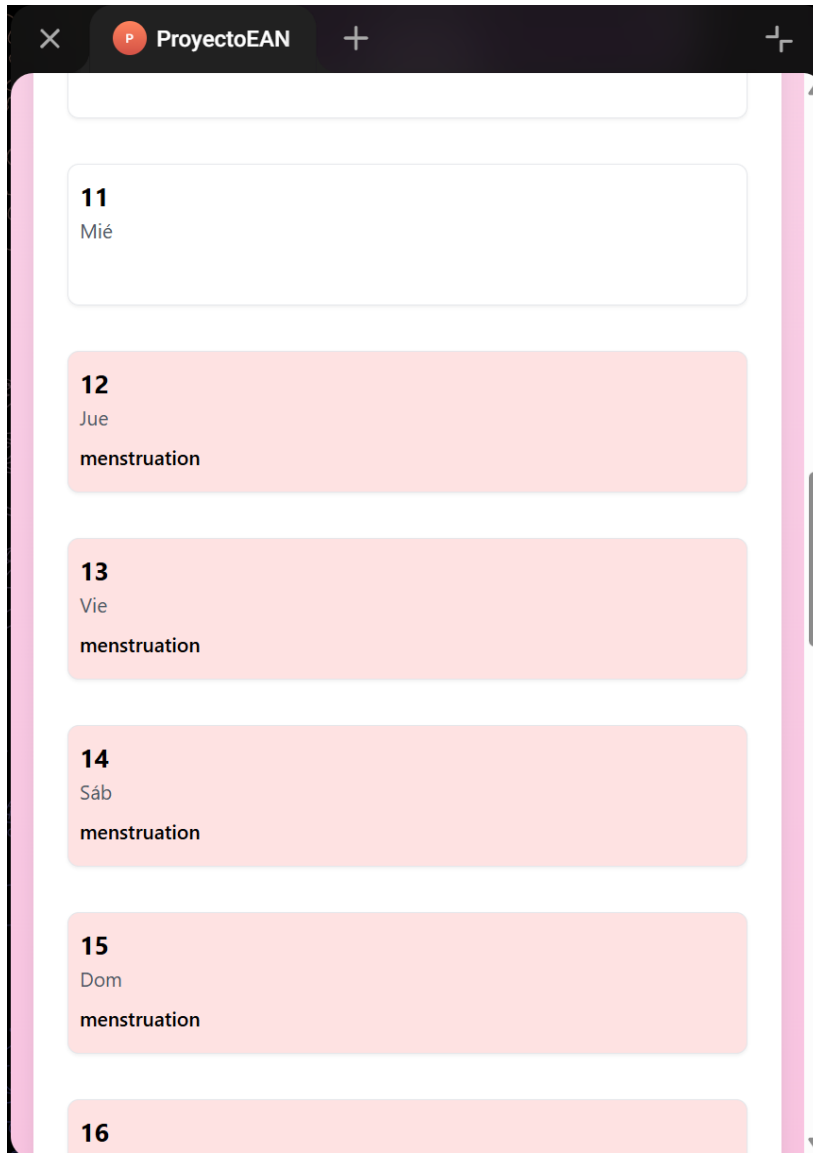 P ProyectoEAN
11
Mié
12
Jue
menstruation
13
Vie
menstruation
14
Sáb
menstruation
15
Dom
menstruation
16